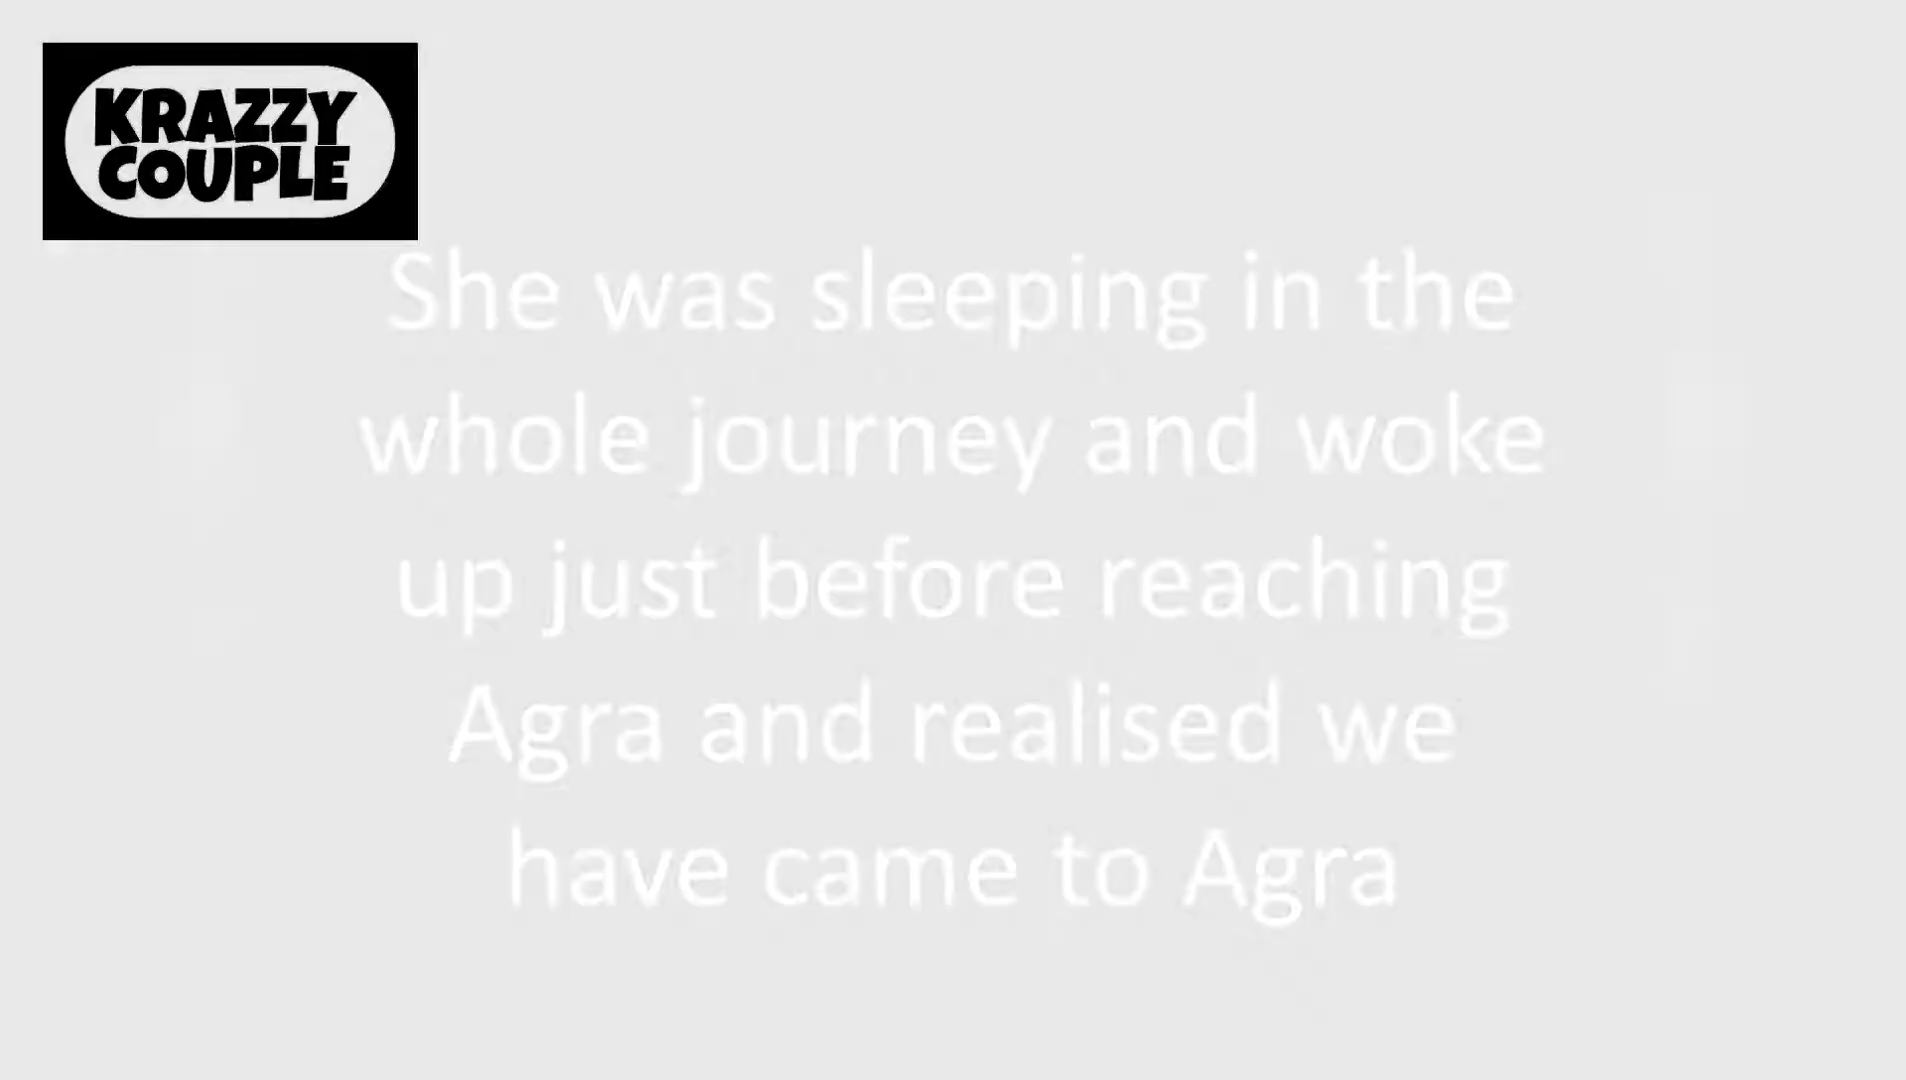 KRAZZY
COUPLE
She was sleeping in the
whole journey and woke
up just before reaching
Agra and realised we
have came to Agra